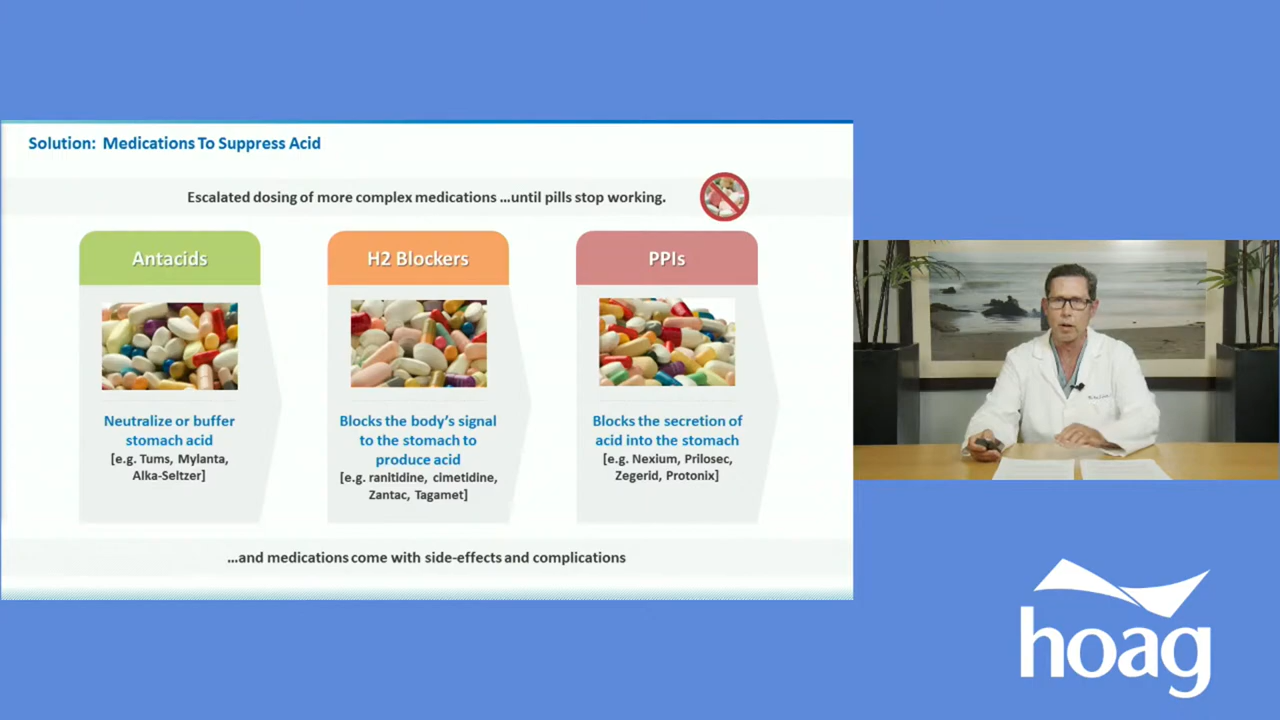 Solution: Medications To Suppress Acid
Escalated dosing of more complex medications ...until pills stop working.
Antacids
Neutralize or buffer
stomach acid
[e.g. Tums, Mylanta,
Alka-Seltzer]
H2 Blockers
Blocks the body's signal
to the stomach to
produce acid
[e.g. ranitidine, cimetidine,
Zantac, Tagamet]
PPIs
Blocks the secretion of
acid into the stomach
[e.g. Nexium, Prilosec,
Zegerid, Protonix]
...and medications come with side-effects and complications
hoag